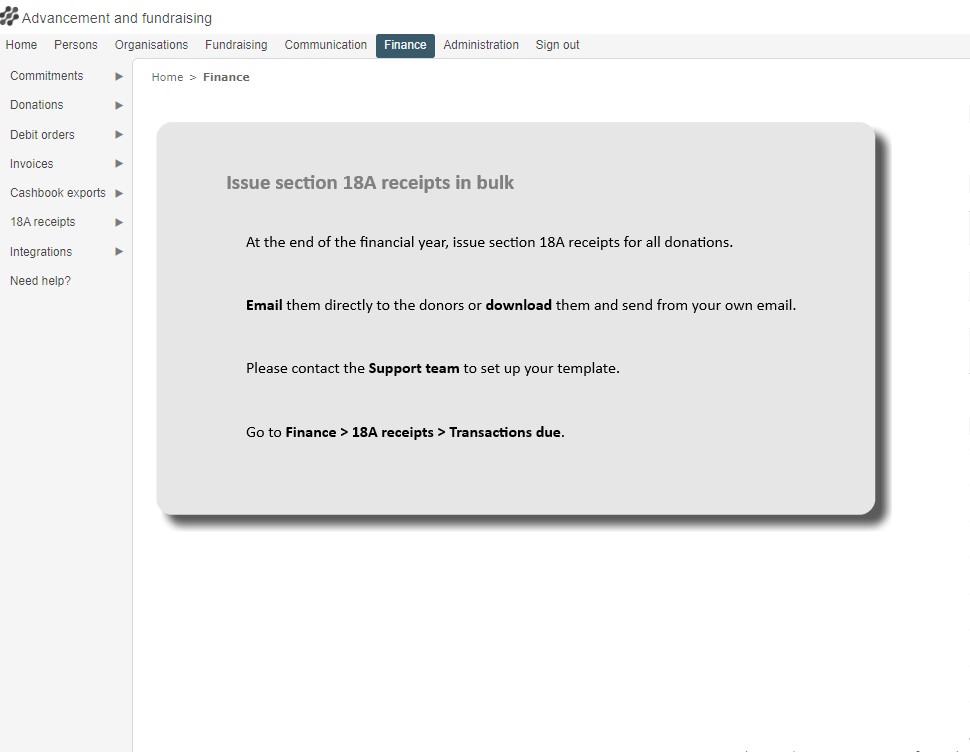 Advancement and fundraising
Home Persons Organisations Fundraising Communication Finance Administration Sign out
Commitments
Donations
Debit orders
Invoices
Cashbook exports
18A receipts
Integrations
Need help?
Home > Finance
Issue section 18A receipts in bulk
At the end of the financial year, issue section 18A receipts for all donations.
Email them directly to the donors or download them and send from your own email.
Please contact the Support team to set up your template.
Go to Finance > 18A receipts > Transactions due.